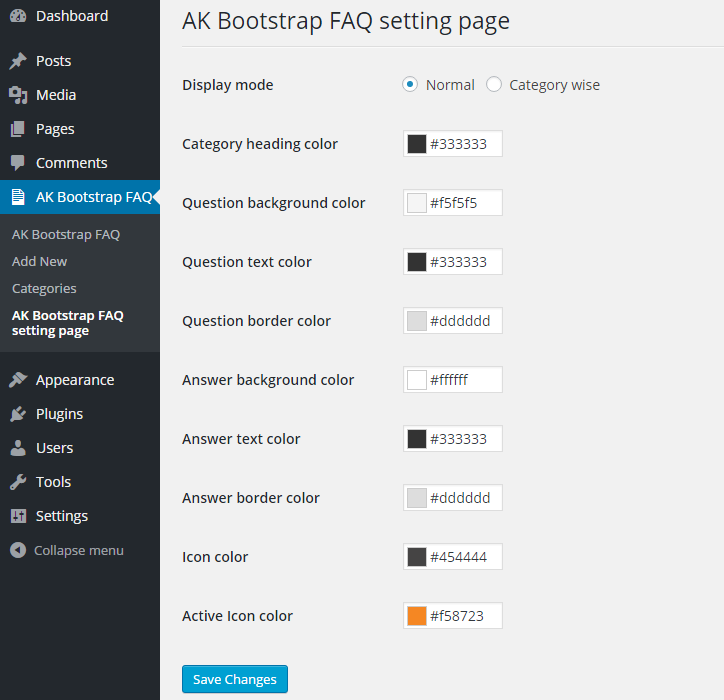 Dashboard
Posts
Media
Pages
Comments
AK Bootstrap FAQ
AK Bootstrap FAQ
Add New
Categories
AK Bootstrap FAQ
setting page
Appearance
Plugins
Users
Tools
Settings
Collapse menu
AK Bootstrap FAQ setting page
Display mode Normal Category wise
Category heading color #333333
Question background color #f5f5f5
Question text color #333333
Question border color #dddddd
Answer background color #ffffff
Answer text color #333333
Answer border color #dddddd
Icon color #454444
Active Icon color #f58723
Save Changes